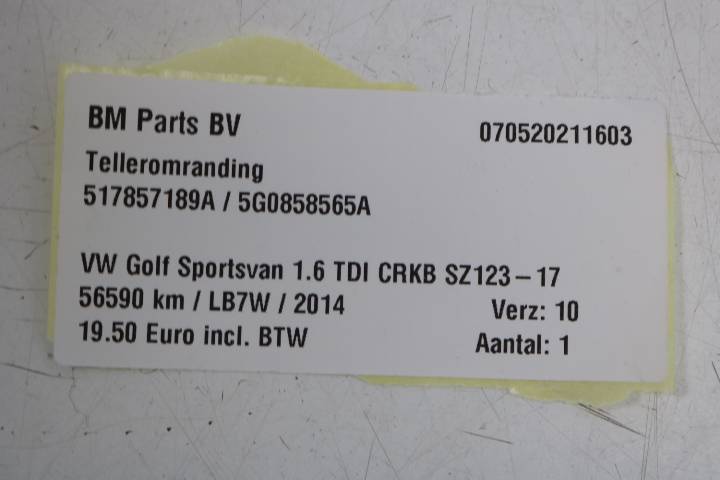 BM Parts BV 070520211603
Telleromranding
517857189A / 5G0858565A
VW Golf Sportsvan 1.6 TDI CRKB SZ123-17
56590 km / LB7W / 2014 Verz: 10
19.50 Euro incl. BTW Aantal: 1